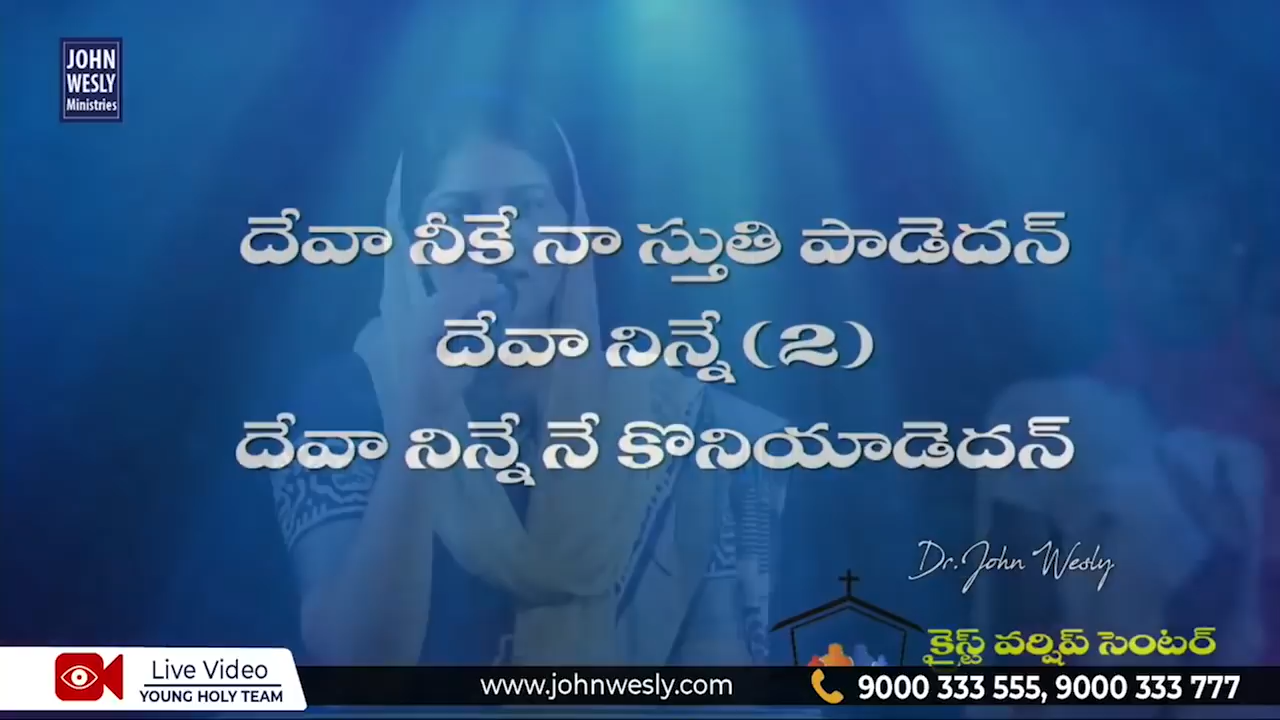 JOHN
WESLY
Ministries
దేవా నీకే నా స్తుతి పాడెదన్
దేవా నిన్నే (2)
దేవా నిన్నే నే కొనియాడెదన్
Dr. John Wesly
క్రైస్ట్ వర్షిప్ సెంటర్
Live Video
YOUNG HOLY TEAM
www.johnwesly.com
9000 333 555, 9000 333 777